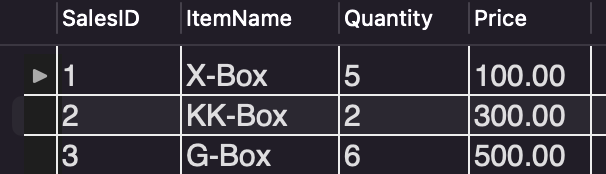 SalesID ItemName Quantity Price
1 X-Box 5 100.00
2 KK-Box 2 300.00
3 G-Box 6 500.00